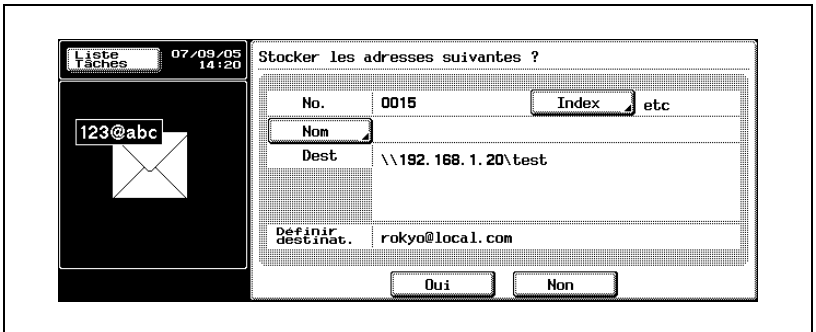 Liste
Tâches
07/09/05
14:20
Stocker les adresses suivantes ?
No. 0015 Index etc
123@abc
Nom
Dest \\192.168.1.20\test
Définir
destinat. rokyo@local.com
Oui Non